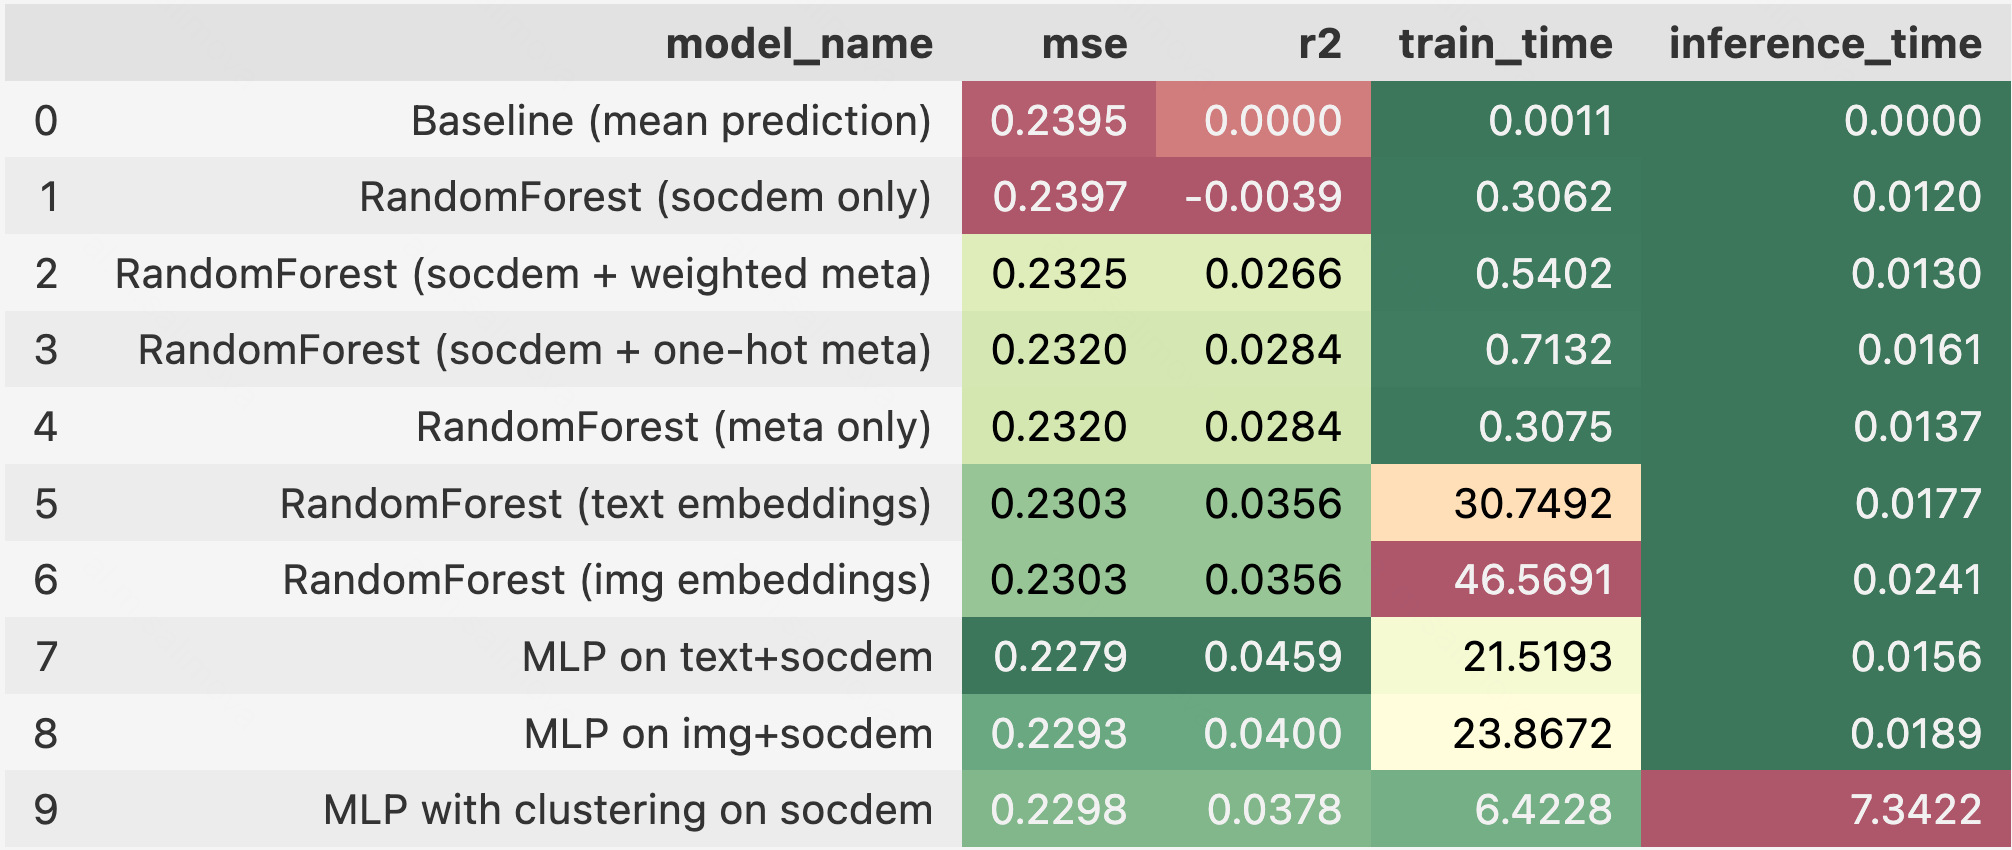 model_name mse r2 train_time inference_time
0 Baseline (mean prediction) 0.2395 0.0000 0.0011 0.0000
1 RandomForest (socdem only) 0.2397 -0.0039 0.3062 0.0120
2 RandomForest (socdem + weighted meta) 0.2325 0.0266 0.5402 0.0130
3 RandomForest (socdem + one-hot meta) 0.2320 0.0284 0.7132 0.0161
4 RandomForest (meta only) 0.2320 0.0284 0.3075 0.0137
5 RandomForest (text embeddings) 0.2303 0.0356 30.7492 0.0177
6 RandomForest (img embeddings) 0.2303 0.0356 46.5691 0.0241
7 MLP on text+socdem 0.2279 0.0459 21.5193 0.0156
8 MLP on img+socdem 0.2293 0.0400 23.8672 0.0189
9 MLP with clustering on socdem 0.2298 0.0378 6.4228 7.3422